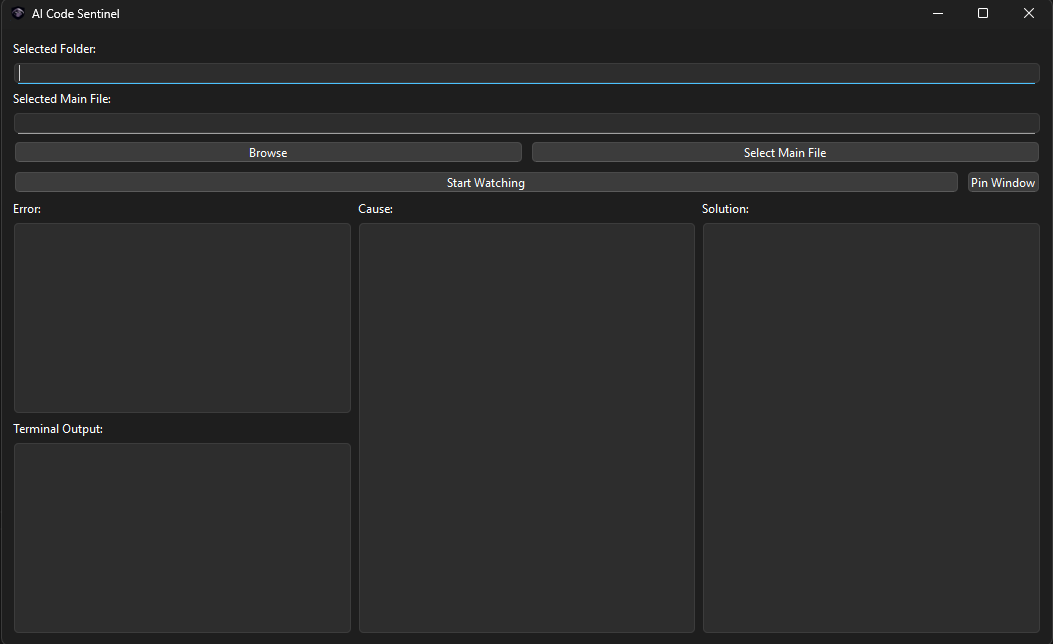 AI Code Sentinel
Selected Folder:
Selected Main File:
Browse
Select Main File
Start Watching
Pin Window
Error:
Cause:
Solution:
Terminal Output: